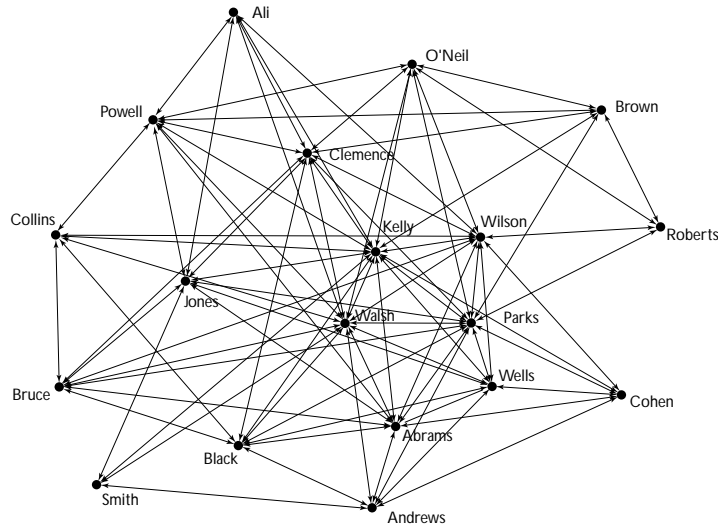 Ali
O'Neil
Powell
Brown
Clemence
Collins
Kelly
Wilson
Roberts
Jones
Walsh
Parks
Wells
Bruce
Cohen
Abrams
Black
Smith
Andrews